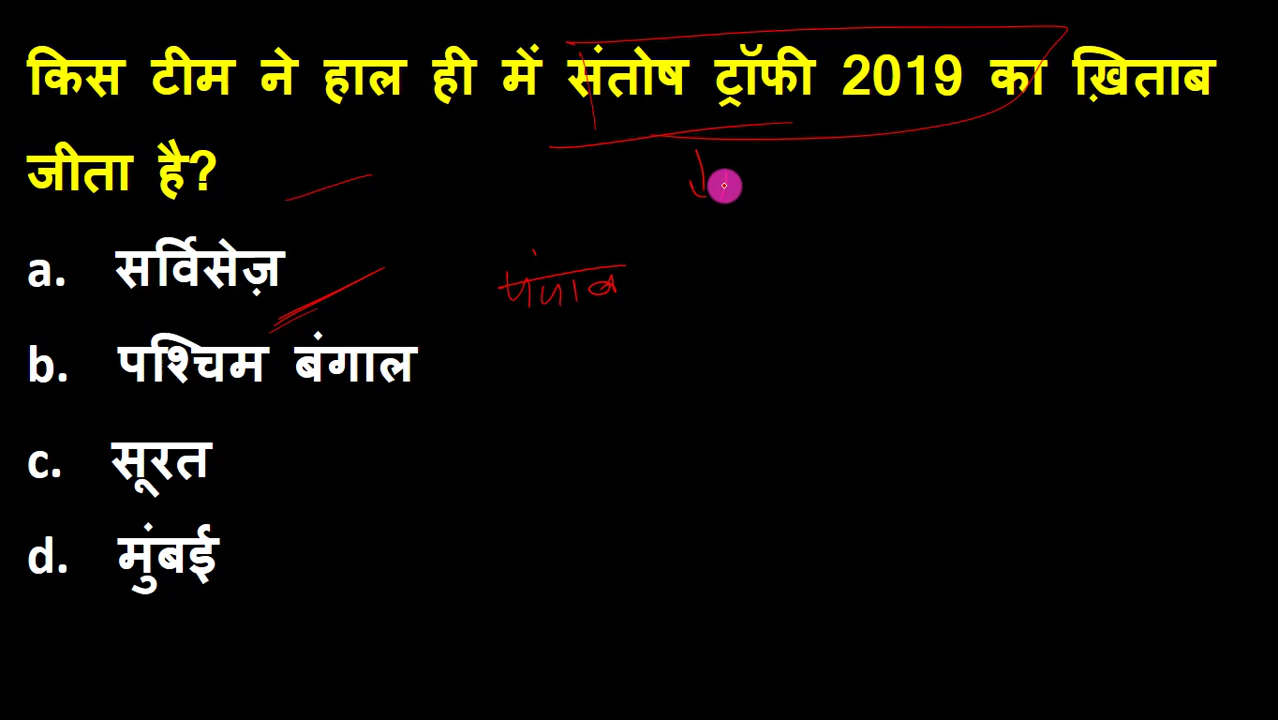 किस टीम ने हाल ही में संतोष ट्रॉफी 2019 का ख़िताब
जीता है?
a. सर्विसेज़
पंजाब
b. पश्चिम बंगाल
c. सूरत
d. मुंबई